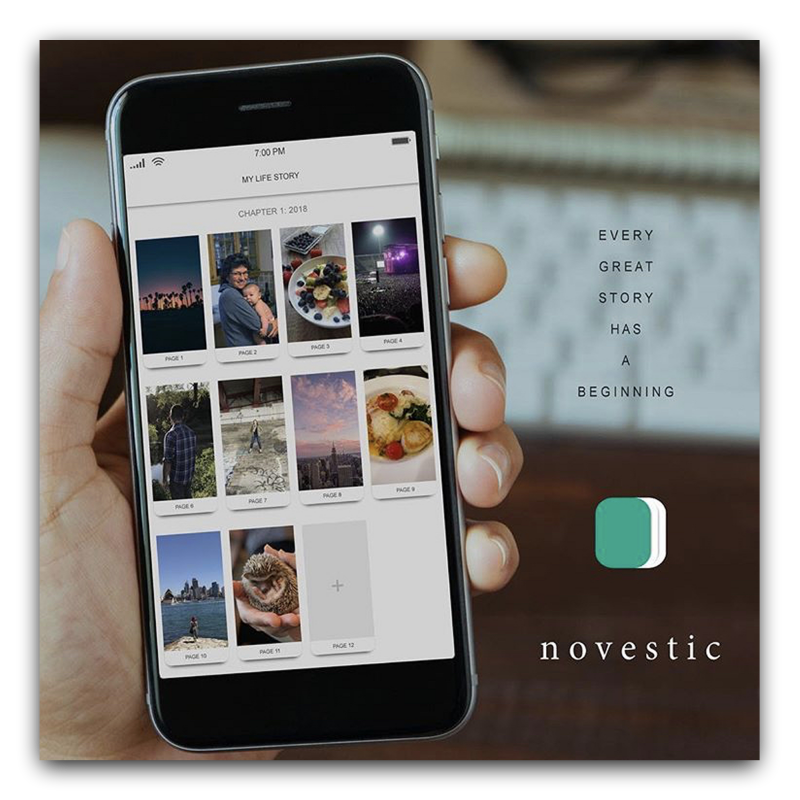 7:00 PM
MY LIFE STORY
CHAPTER 1: 2018
PAGE 1
PAGE 2
PAGE 3
PAGE 4
PAGE 6
PAGE 7
PAGE 8
PAGE 9
PAGE 10
PAGE 11
+
PAGE 12
EVERY
GREAT
STORY
HAS
A
BEGINNING
novestic